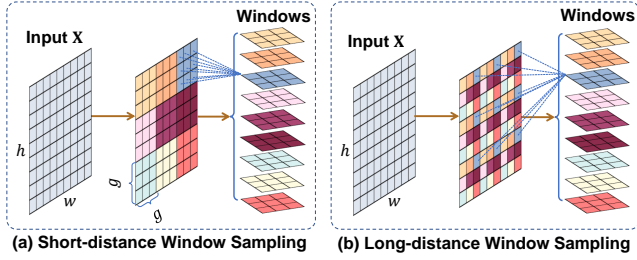 Windows
Input X
h
w
g
g
(a) Short-distance Window Sampling
Windows
Input X
h
w
(b) Long-distance Window Sampling